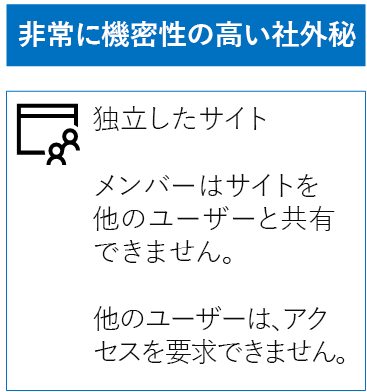 非常に機密性の高い社外秘
独立したサイト
メンバーはサイトを
他のユーザーと共有
できません。
他のユーザーは、アク
セスを要求できません。